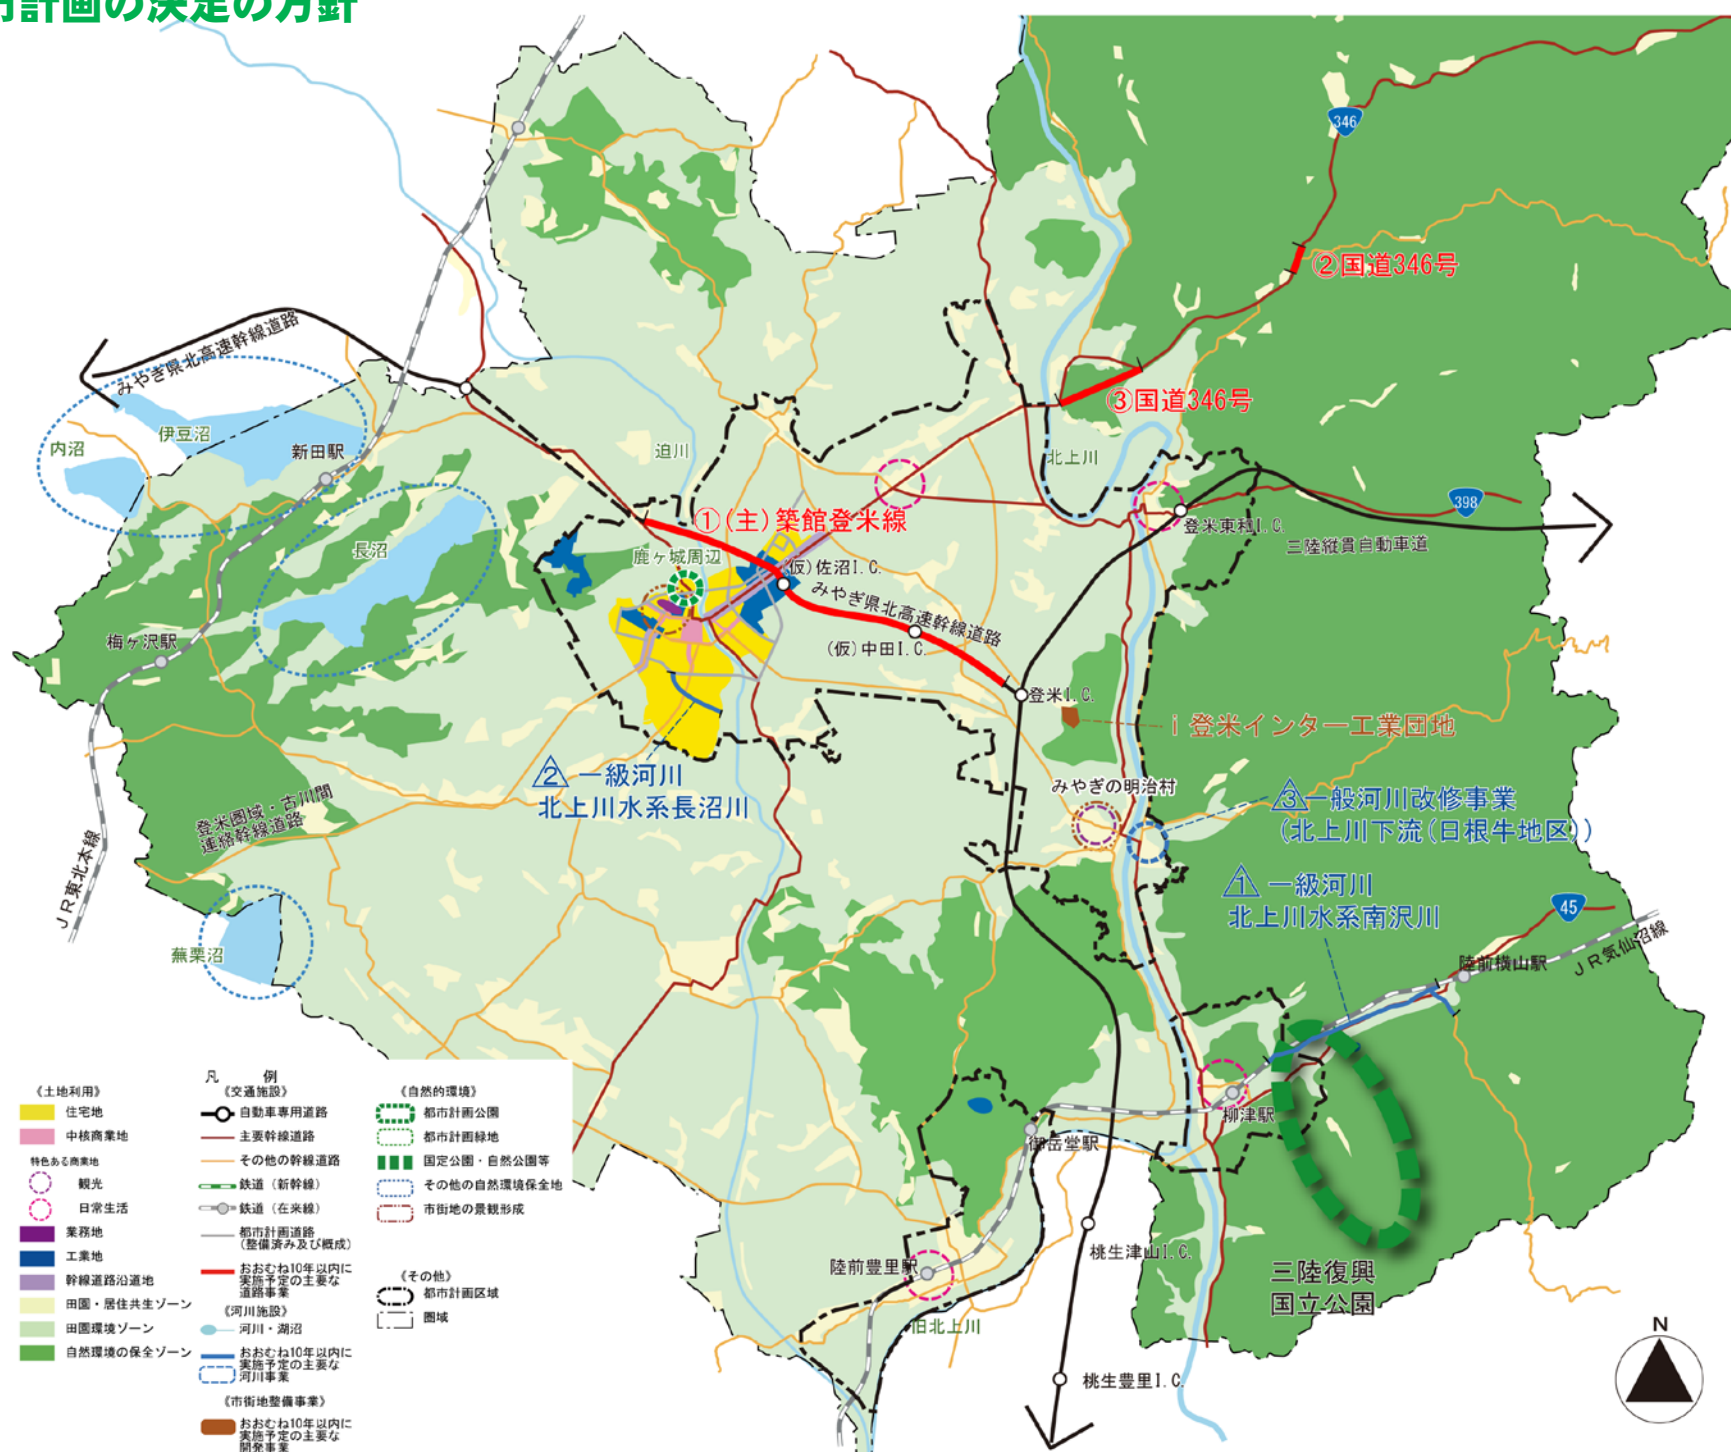 市計画の決定の方針
346
②国道346号
みやぎ県北高速幹線道路
③国道346号
内沼
伊豆沼
新田駅
迫川
北上川
398
①(主)築館登米線
登米東和I.C.
三陸縦貫自動車道
長沼
鹿ヶ城周辺
(仮)佐沼I.C.
みやぎ県北高速幹線道路
梅ヶ沢駅
(仮)中田I.C.
登米I.C.
i 登米インター工業団地
2 一級河川
北上川水系長沼川
みやぎの明治村
3 一般河川改修事業
(北上川下流(日根牛地区))
登米圏域・古川間
連絡幹線道路
JR東北本線
1 一級河川
北上川水系南沢川
45
蕪栗沼
陸前横山駅
JR気仙沼線
柳津駅
御岳堂駅
桃生津山I.C.
陸前豊里駅
三陸復興
国立公園
旧北上川
桃生豊里I.C.
N
凡 例
《土地利用》
住宅地
中核商業地
特色ある商業地
観光
日常生活
業務地
工業地
幹線道路沿道地
田園・居住共生ゾーン
田園環境ゾーン
自然環境の保全ゾーン
《交通施設》
自動車専用道路
主要幹線道路
その他の幹線道路
鉄道（新幹線）
鉄道（在来線）
都市計画道路
(整備済み及び概成)
おおむね10年以内に
実施予定の主要な
道路事業
《河川施設》
河川・湖沼
おおむね10年以内に
実施予定の主要な
河川事業
《市街地整備事業》
おおむね10年以内に
実施予定の主要な
開発事業
《自然的環境》
都市計画公園
都市計画緑地
国定公園・自然公園等
その他の自然環境保全地
市街地の景観形成
《その他》
都市計画区域
圏域